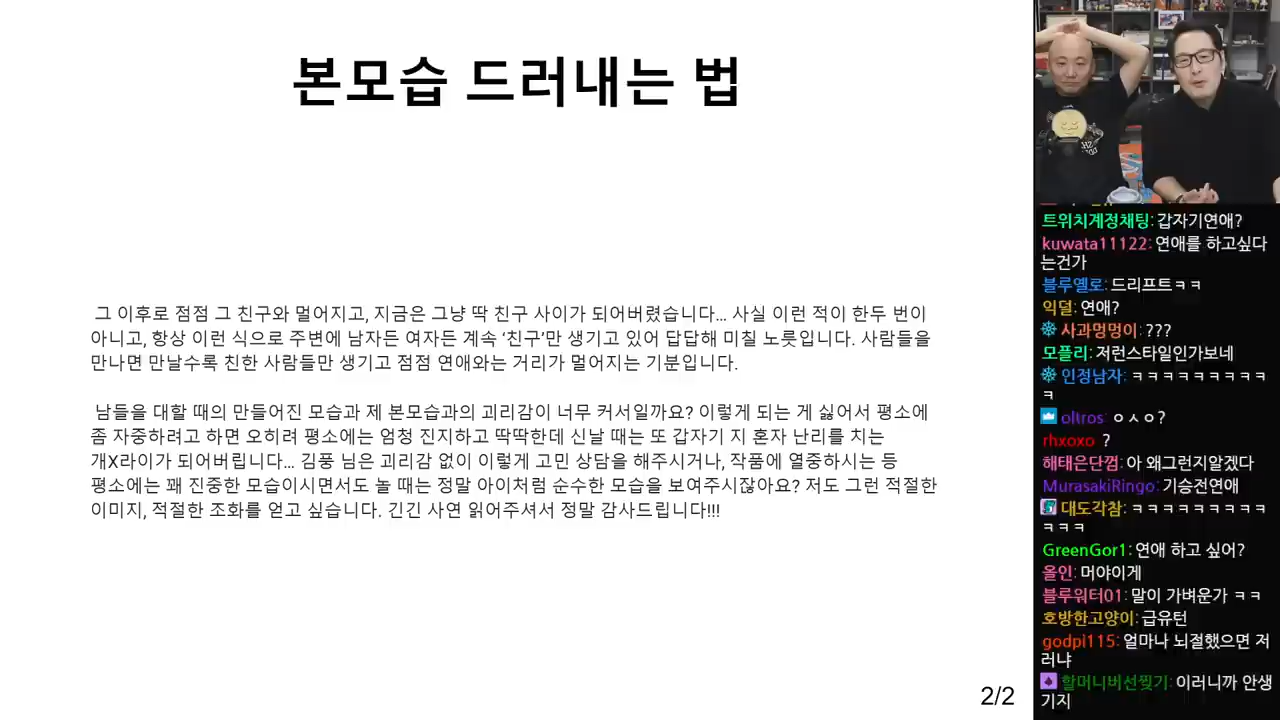 본모습 드러내는 법
그 이후로 점점 그 친구와 멀어지고, 지금은 그냥 딱 친구 사이가 되어버렸습니다... 사실 이런 적이 한두 번이
아니고, 항상 이런 식으로 주변에 남자든 여자든 계속 ‘친구’만 생기고 있어 답답해 미칠 노릇입니다. 사람들을
만나면 만날수록 친한 사람들만 생기고 점점 연애와는 거리가 멀어지는 기분입니다.
남들을 대할 때의 만들어진 모습과 제 본모습과의 괴리감이 너무 커서일까요? 이렇게 되는 게 싫어서 평소에
좀 자중하려고 하면 오히려 평소에는 엄청 진지하고 딱딱한데 신날 때는 또 갑자기 지 혼자 난리를 치는
개X라이가 되어버립니다... 김풍 님은 괴리감 없이 이렇게 고민 상담을 해주시거나, 작품에 열중하시는 등
평소에는 꽤 진중한 모습이시면서도 놀 때는 정말 아이처럼 순수한 모습을 보여주시잖아요? 저도 그런 적절한
이미지, 적절한 조화를 얻고 싶습니다. 긴긴 사연 읽어주셔서 정말 감사드립니다!!!
2/2
트위치계정채팅: 갑자기연애?
kuwata11122: 연애를 하고싶다
는건가
블루옐로: 드리프트ㅋㅋ
익덜: 연애?
사과멍멍이: ???
모플리: 저런스타일인가보네
인정남자: ㅋㅋㅋㅋㅋㅋㅋㅋㅋ
ㅋ
oltros: ㅇㅅㅇ?
rhxoxo: ?
해태은단껌: 아 왜그런지알겠다
MurasakiRingo: 기승전연애
대도각참: ㅋㅋㅋㅋㅋㅋㅋㅋㅋ
ㅋㅋㅋ
GreenGor1: 연애 하고 싶어?
올인: 머야이게
블루워터01: 말이 가벼운가 ㅋㅋ
호방한고양이: 급유턴
godpi115: 얼마나 뇌절했으면 저
러냐
할머니버선찢기: 이러니까 안생
기지